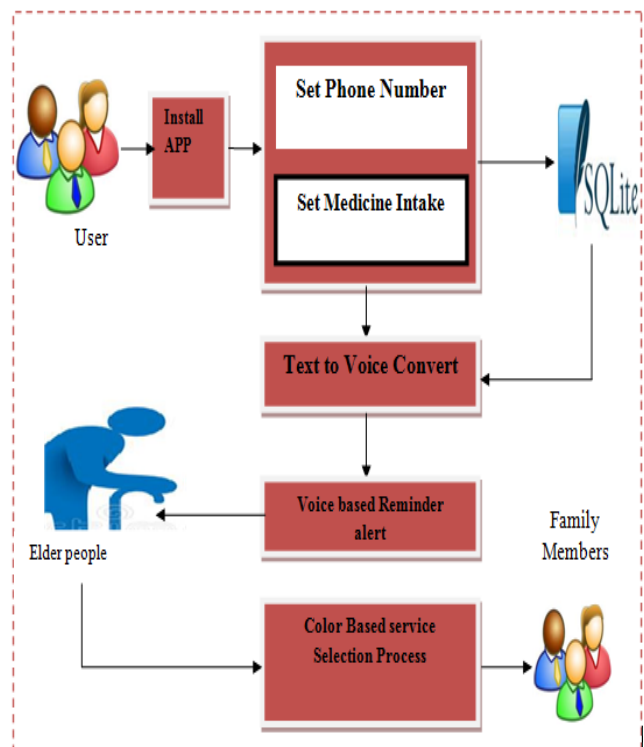 Set Phone Number
Install
APP
Set Medicine Intake
SQLite
User
Text to Voice Convert
Voice based Reminder
alert
Family
Members
Elder people
Color Based service
Selection Process